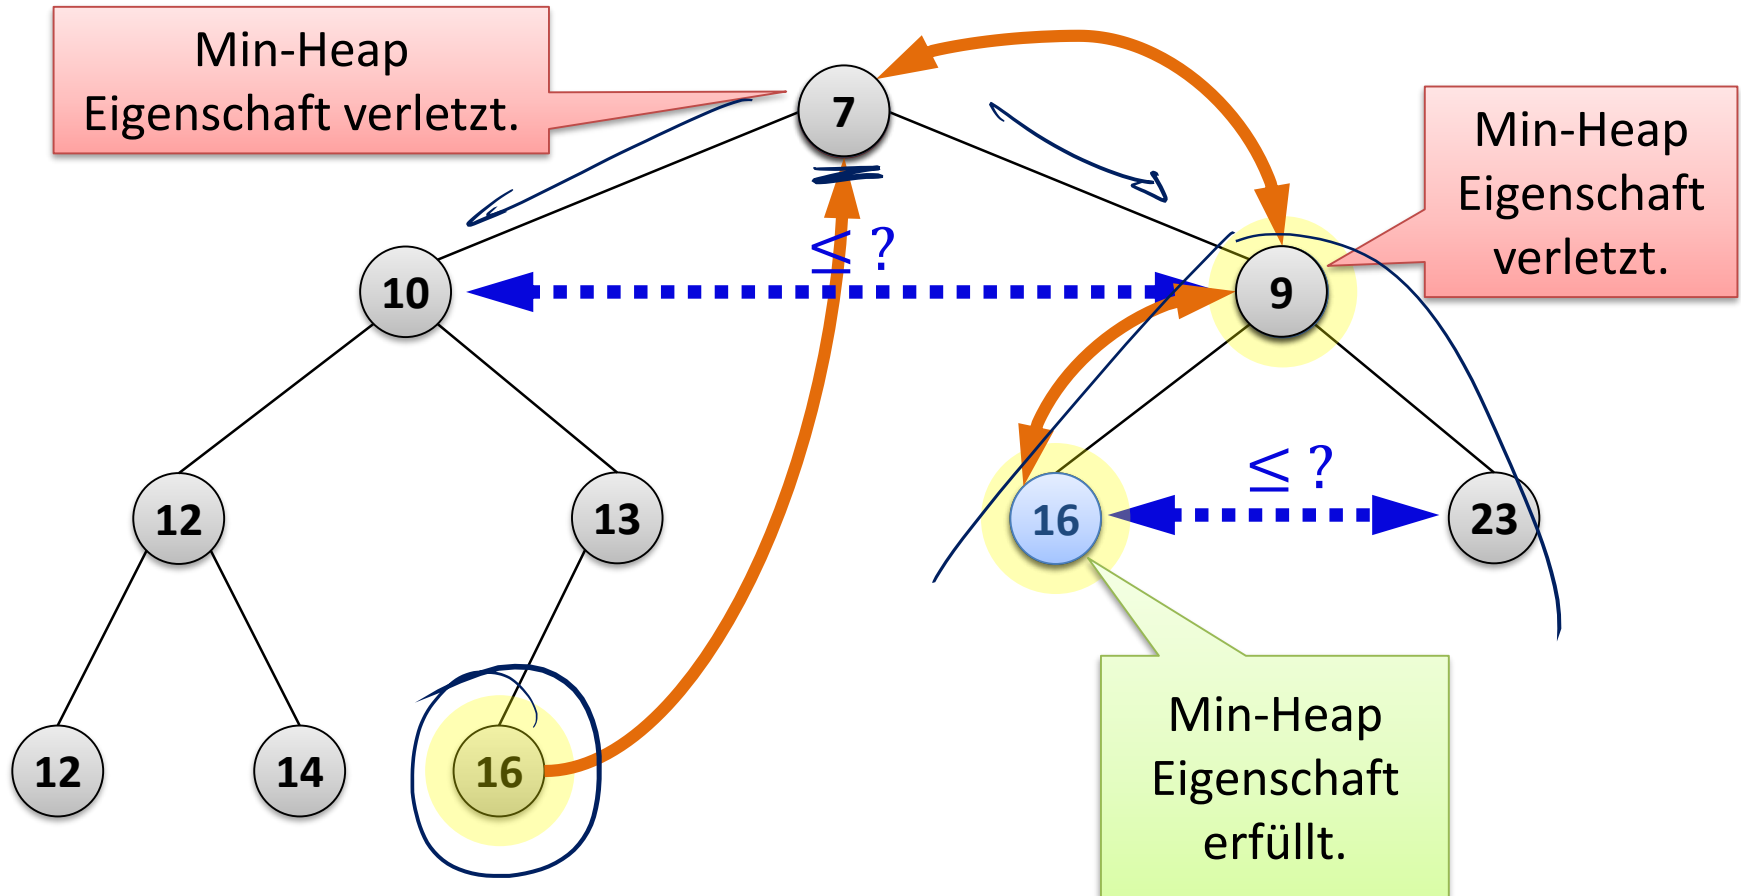 Min-Heap
Eigenschaft verletzt.
7
Min-Heap
Eigenschaft
verletzt.
≤ ?
10
9
≤ ?
12
13
16
23
12
14
16
Min-Heap
Eigenschaft
erfüllt.